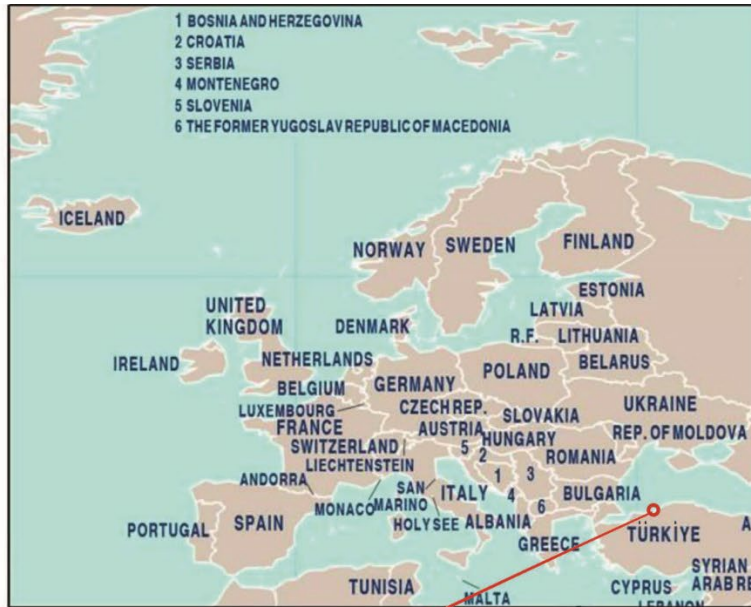 1 BOSNIA AND HERZEGOVINA
2 CROATIA
3 SERBIA
4 MONTENEGRO
5 SLOVENIA
6 THE FORMER YUGOSLAV REPUBLIC OF MACEDONIA
ICELAND
NORWAY
SWEDEN
FINLAND
ESTONIA
UNITED
KINGDOM
LATVIA
DENMARK
R.F.
LITHUANIA
IRELAND
NETHERLANDS
BELARUS
POLAND
BELGIUM
GERMANY
LUXEMBOURG
CZECH REP.
UKRAINE
SLOVAKIA
FRANCE
AUSTRIA
HUNGARY
REP. OF MOLDOVA
SWITZERLAND
5
2
ROMANIA
LIECHTENSTEIN
1
3
ANDORRA
SAN
MARINO
ITALY
4
BULGARIA
MONACO
6
PORTUGAL
SPAIN
HOLY SEE
ALBANIA
TÜRKİYE
GREECE
SYRIAN
ARAB RE
TUNISIA
CYPRUS
MALTA
LEBANON
A